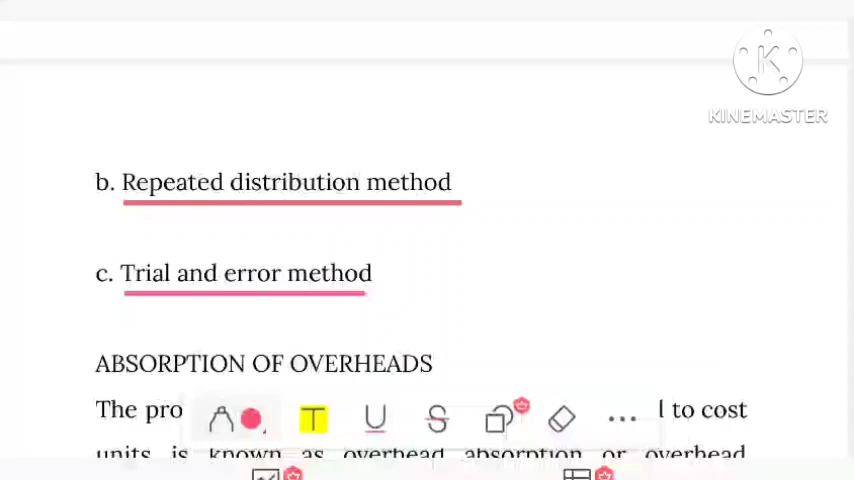 KINEMASTER
b. Repeated distribution method
c. Trial and error method
ABSORPTION OF OVERHEADS
The pro l to cost
units is known as overhead absorption or overhead